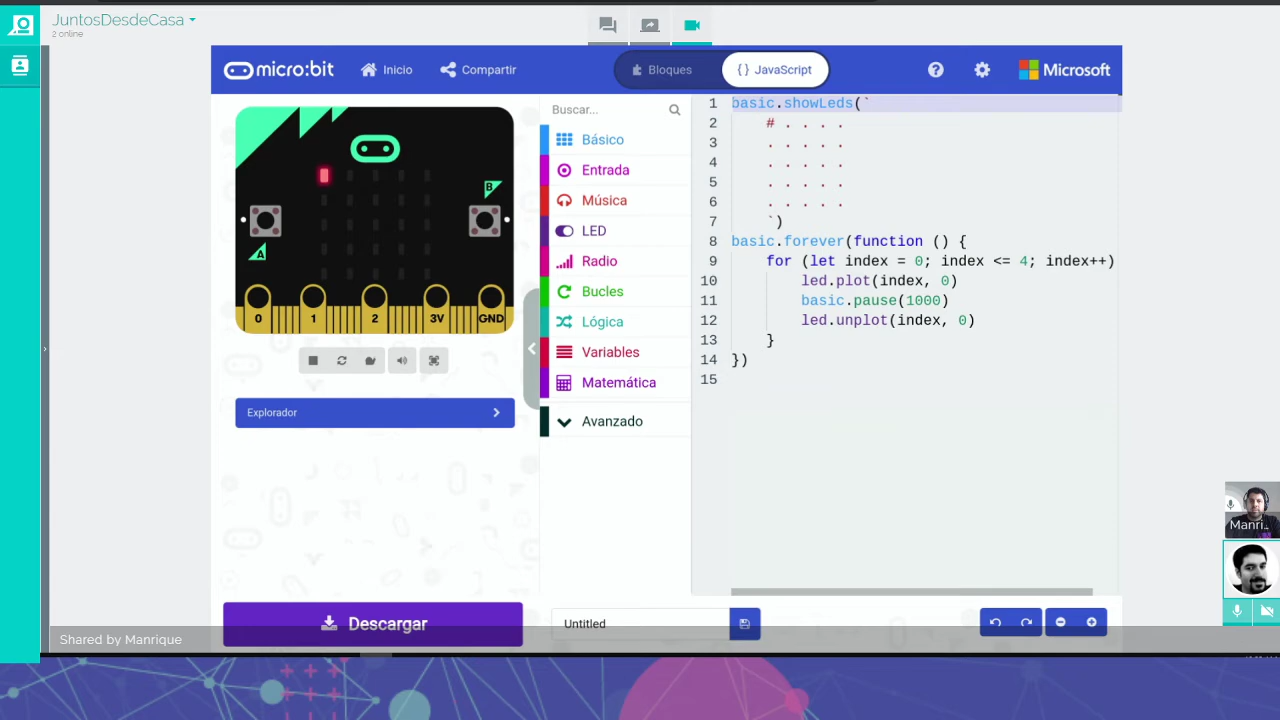 JuntosDesdeCasa
2 online
micro:bit
Inicio
Compartir
Bloques
{ } JavaScript
?
Microsoft
B
A
0 1 2 3V GND
Explorador
Descargar
Shared by Manrique
Buscar...
Básico
Entrada
Música
LED
Radio
Bucles
Lógica
Variables
Matemática
Avanzado
1 basic.showLeds(`
2 # . . . .
3 . . . . .
4 . . . . .
5 . . . . .
6 . . . . .
7 `)
8 basic.forever(function () {
9 for (let index = 0; index <= 4; index++)
10 led.plot(index, 0)
11 basic.pause(1000)
12 led.unplot(index, 0)
13 }
14 })
15
Untitled
Manri...